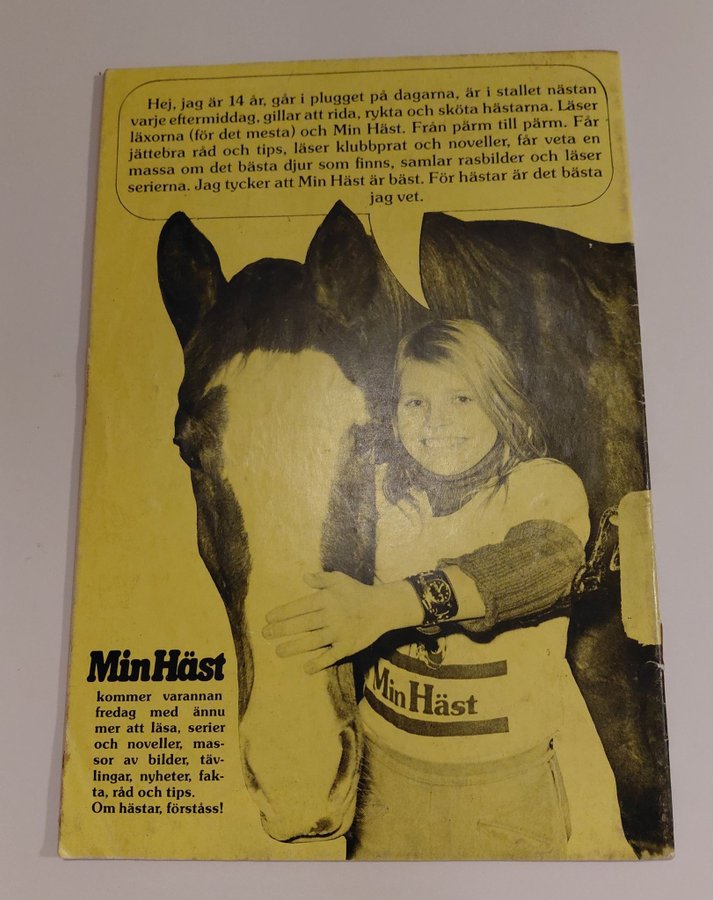 Hej, jag är 14 år, går i plugget på dagarna, är i stallet nästan
varje eftermiddag, gillar att rida, rykta och sköta hästarna. Läser
läxorna (för det mesta) och Min Häst. Från pärm till pärm. Får
jättebra råd och tips, läser klubbprat och noveller, får veta en
massa om det bästa djur som finns, samlar rasbilder och läser
serierna. Jag tycker att Min Häst är bäst. För hästar är det bästa
jag vet.
Min Häst
Min Häst
kommer varannan
fredag med ännu
mer att läsa, serier
och noveller, mas-
sor av bilder, täv-
lingar, nyheter, fak-
ta, råd och tips.
Om hästar, förståss!